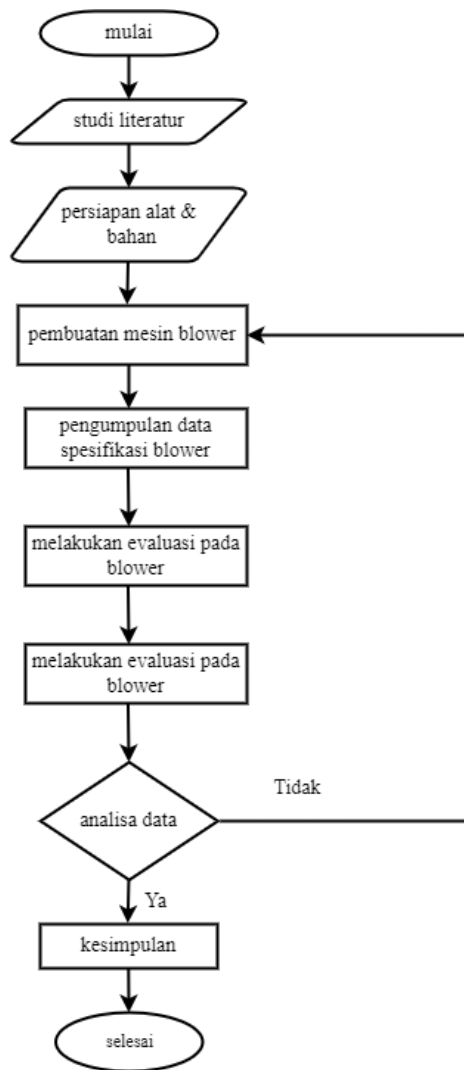 mulai
studi literatur
persiapan alat &
bahan
pembuatan mesin blower
pengumpulan data
spesifikasi blower
melakukan evaluasi pada
blower
melakukan evaluasi pada
blower
Tidak
analisa data
Ya
kesimpulan
selesai